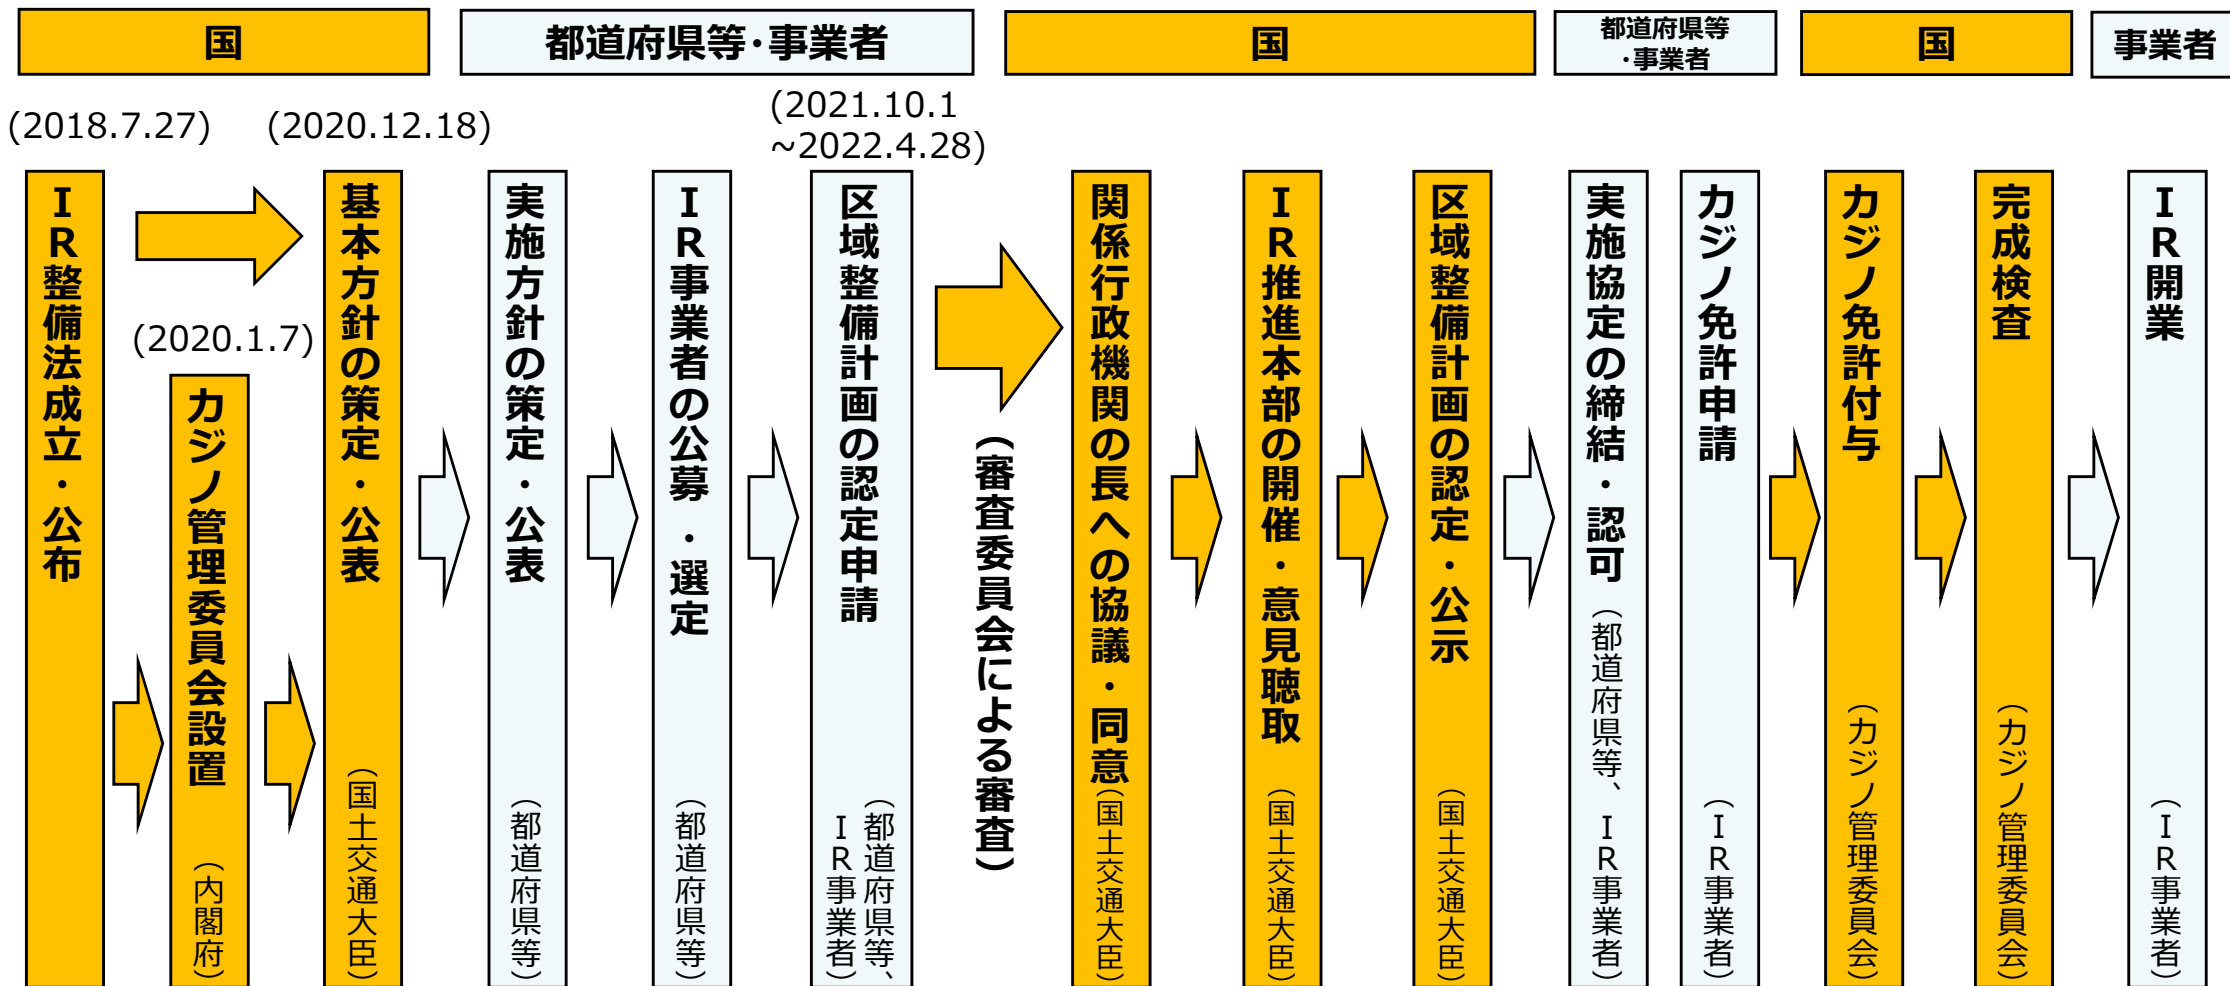 国
都道府県等・事業者
国
都道府県等
・事業者
国
事業者
(2018.7.27)
(2020.12.18)
(2021.10.1
~2022.4.28)
(2020.1.7)
ＩＲ整備法成立・公布
カジノ管理委員会設置
（内閣府）
基本方針の策定・公表
（国土交通大臣）
実施方針の策定・公表
（都道府県等）
ＩＲ事業者の公募・選定
（都道府県等）
区域整備計画の認定申請
（都道府県等、
ＩＲ事業者）
（審査委員会による審査）
関係行政機関の長への協議・同意
（国土交通大臣）
ＩＲ推進本部の開催・意見聴取
（国土交通大臣）
区域整備計画の認定・公示
（国土交通大臣）
実施協定の締結・認可
（都道府県等、ＩＲ事業者）
カジノ免許申請
（ＩＲ事業者）
カジノ免許付与
（カジノ管理委員会）
完成検査
（カジノ管理委員会）
ＩＲ開業
（ＩＲ事業者）